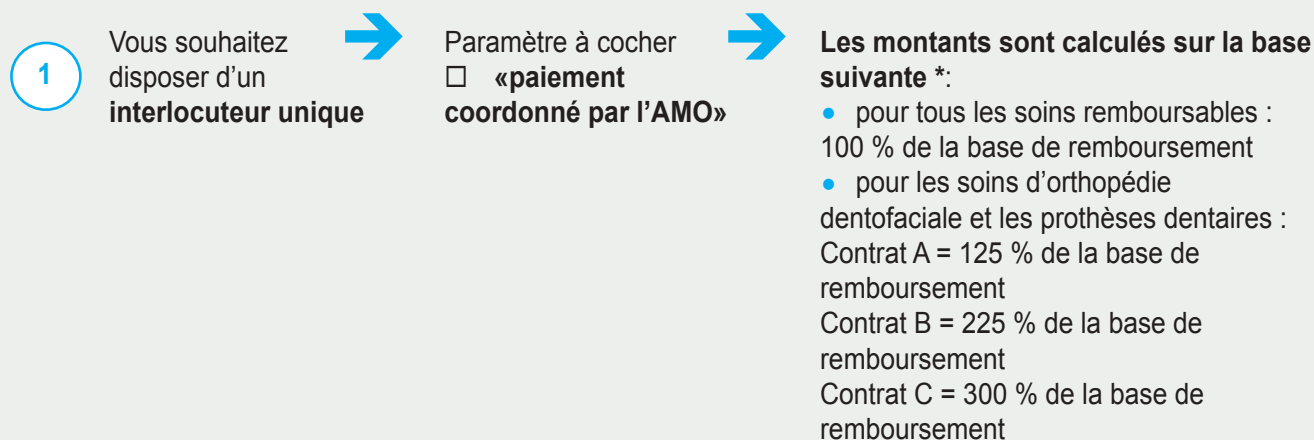 1
Vous souhaitez
disposer d’un
interlocuteur unique
Paramètre à cocher
☐ «paiement
coordonné par l’AMO»
Les montants sont calculés sur la base
suivante *:
• pour tous les soins remboursables :
100 % de la base de remboursement
• pour les soins d’orthopédie
dentofaciale et les prothèses dentaires :
Contrat A = 125 % de la base de
remboursement
Contrat B = 225 % de la base de
remboursement
Contrat C = 300 % de la base de
remboursement